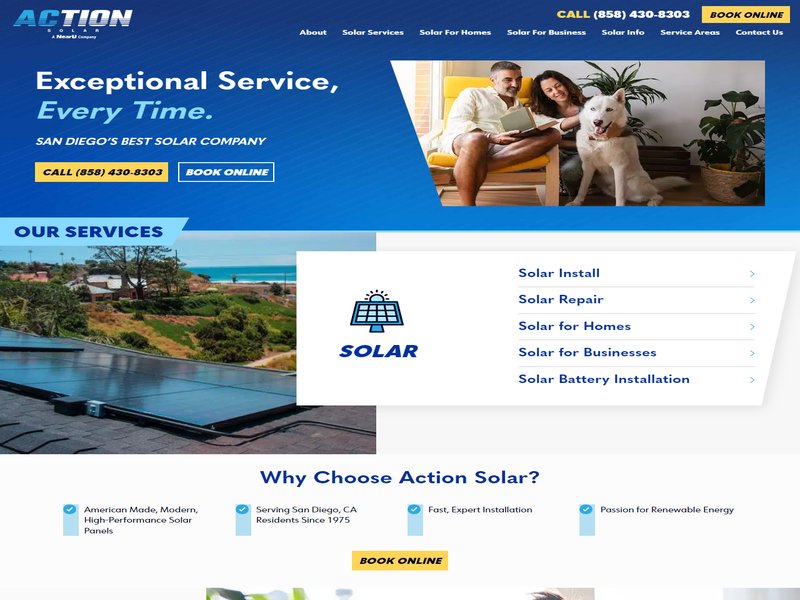 ACTION
SOLAR
A NearU Company
CALL (858) 430-8303
BOOK ONLINE
About
Solar Services
Solar For Homes
Solar For Business
Solar Info
Service Areas
Contact Us
Exceptional Service,
Every Time.
SAN DIEGO'S BEST SOLAR COMPANY
CALL (858) 430-8303
BOOK ONLINE
OUR SERVICES
SOLAR
Solar Install
Solar Repair
Solar for Homes
Solar for Businesses
Solar Battery Installation
Why Choose Action Solar?
American Made, Modern,
High-Performance Solar
Panels
Serving San Diego, CA
Residents Since 1975
Fast, Expert Installation
Passion for Renewable Energy
BOOK ONLINE